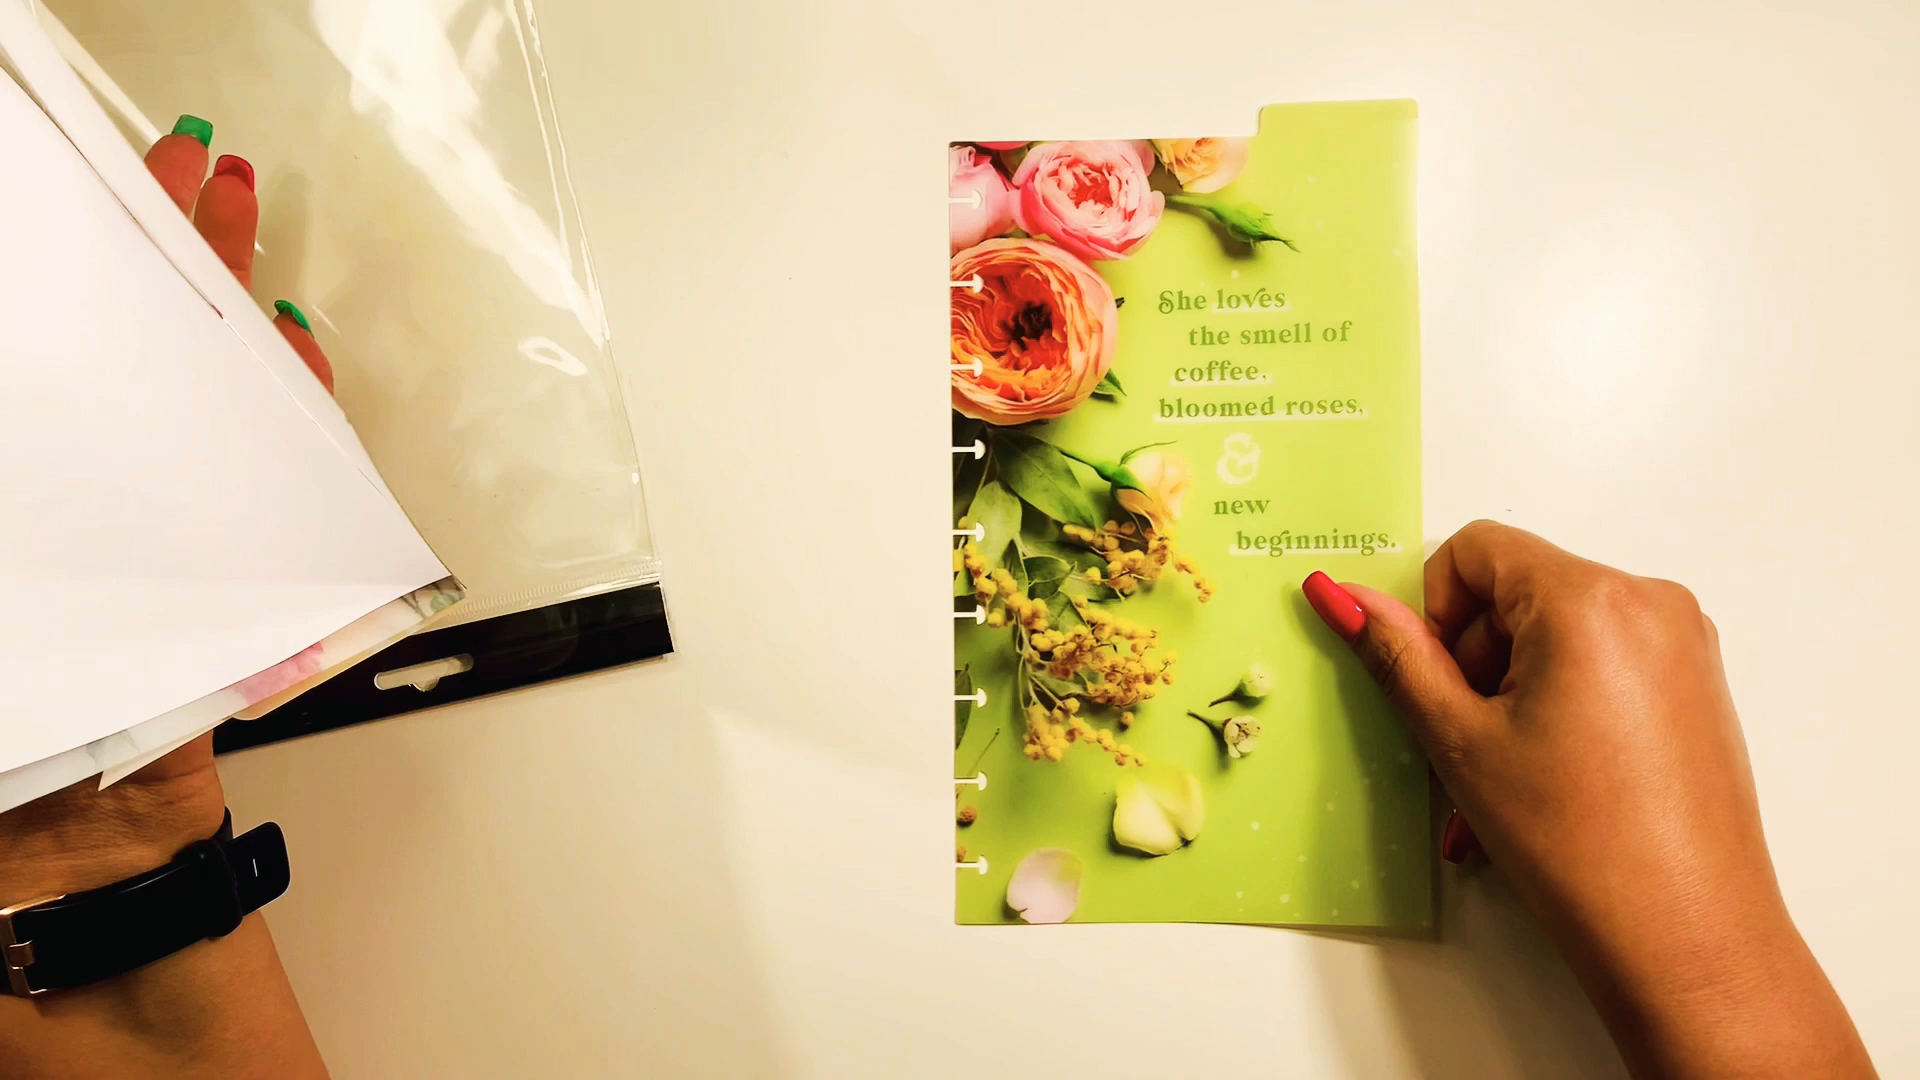 She loves
the smell of
coffee,
bloomed roses,
&
new
beginnings.